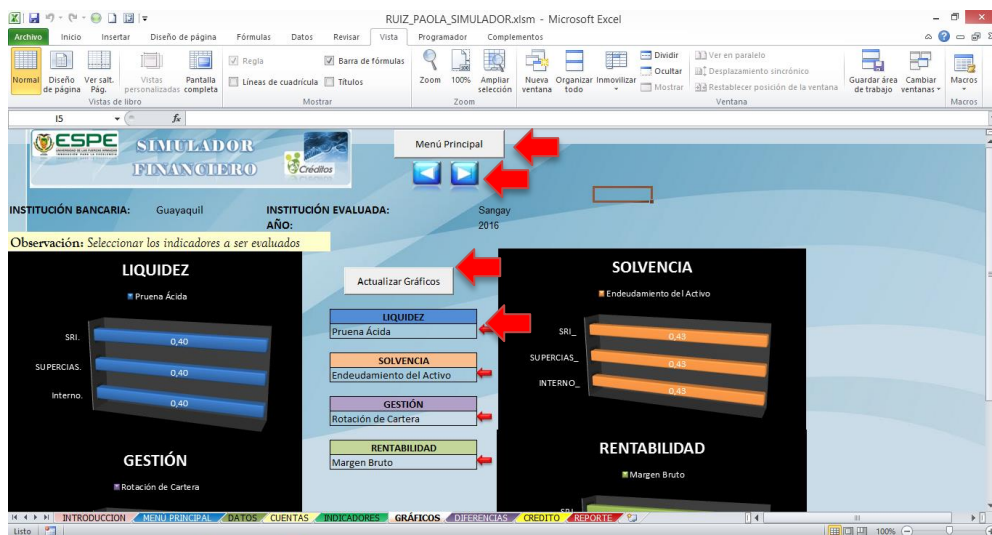 RUIZ_PAOLA_SIMULADOR.xlsm - Microsoft Excel
Archivo Inicio Insertar Diseño de página Fórmulas Datos Revisar Vista Programador Complementos
Normal
Diseño de página
Ver salt. Pág.
Vistas personalizadas
Pantalla completa
Vistas de libro
Regla
Barra de fórmulas
Líneas de cuadrícula
Títulos
Mostrar
Zoom
100%
Ampliar selección
Zoom
Nueva ventana
Organizar todo
Inmovilizar
Dividir
Ocultar
Mostrar
Ver en paralelo
Desplazamiento sincrónico
Restablecer posición de la ventana
Ventana
Guardar área de trabajo
Cambiar ventanas
Macros
Macros
I5
fx
ESPE
SIMULADOR
FINANCIERO
Créditos
Menú Principal
INSTITUCIÓN BANCARIA: Guayaquil INSTITUCIÓN EVALUADA: Sangay
AÑO: 2016
Observación: Seleccionar los indicadores a ser evaluados
LIQUIDEZ
Pruena Ácida
SRI. 0,40
SUPERCIAS. 0,40
Interno. 0,40
GESTIÓN
Rotación de Cartera
Actualizar Gráficos
LIQUIDEZ
Pruena Ácida
SOLVENCIA
Endeudamiento del Activo
GESTIÓN
Rotación de Cartera
RENTABILIDAD
Margen Bruto
SOLVENCIA
Endeudamiento del Activo
SRI_ 0,43
SUPERCIAS_ 0,43
INTERNO_ 0,43
RENTABILIDAD
Margen Bruto
SRI
INTRODUCCION MENÚ PRINCIPAL DATOS CUENTAS INDICADORES GRÁFICOS DIFERENCIAS CREDITO REPORTE
Listo
100%